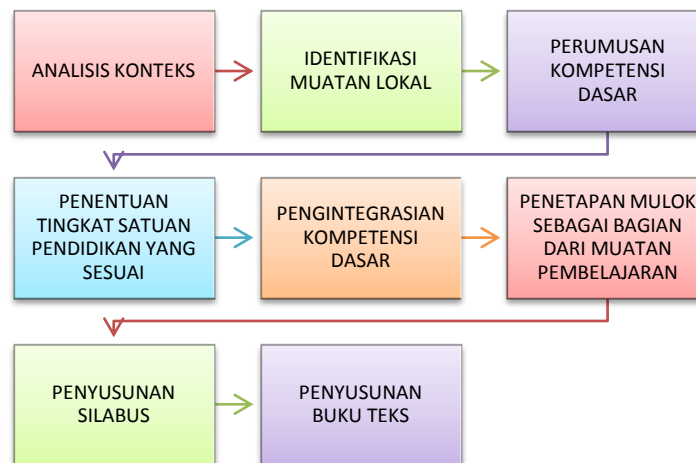 ANALISIS KONTEKS
IDENTIFIKASI
MUATAN LOKAL
PERUMUSAN
KOMPETENSI
DASAR
PENENTUAN
TINGKAT SATUAN
PENDIDIKAN YANG
SESUAI
PENGINTEGRASIAN
KOMPETENSI
DASAR
PENETAPAN MULOK
SEBAGAI BAGIAN
DARI MUATAN
PEMBELAJARAN
PENYUSUNAN
SILABUS
PENYUSUNAN
BUKU TEKS